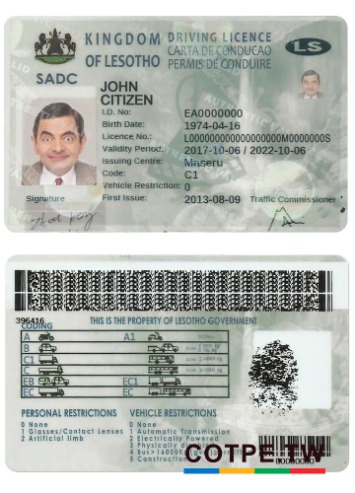 KINGDOM OF LESOTHO
DRIVING LICENCE
CARTA DE CONDUCAO
PERMIS DE CONDUIRE
LS
SADC
JOHN
CITIZEN
I.D. No: EA0000000
Birth Date: 1974-04-16
Licence No.: L0000000000000000M0000000S
Validity Period: 2017-10-06 / 2022-10-06
Issuing Centre: Maseru
Code: C1
Vehicle Restriction: 0
First Issue: 2013-08-09
Signature
Traffic Commissioner
396416
THIS IS THE PROPERTY OF LESOTHO GOVERNMENT
CODING
A A1
B
C1
C
EB EC1
EC EC
PERSONAL RESTRICTIONS
0 None
1 Glasses/Contact Lenses
2 Artificial limb
VEHICLE RESTRICTIONS
0 None
1 Automatic Transmission
2 Electrically Powered
3 Physically
4 Bus>16000
5 Construction
COTPE.TW